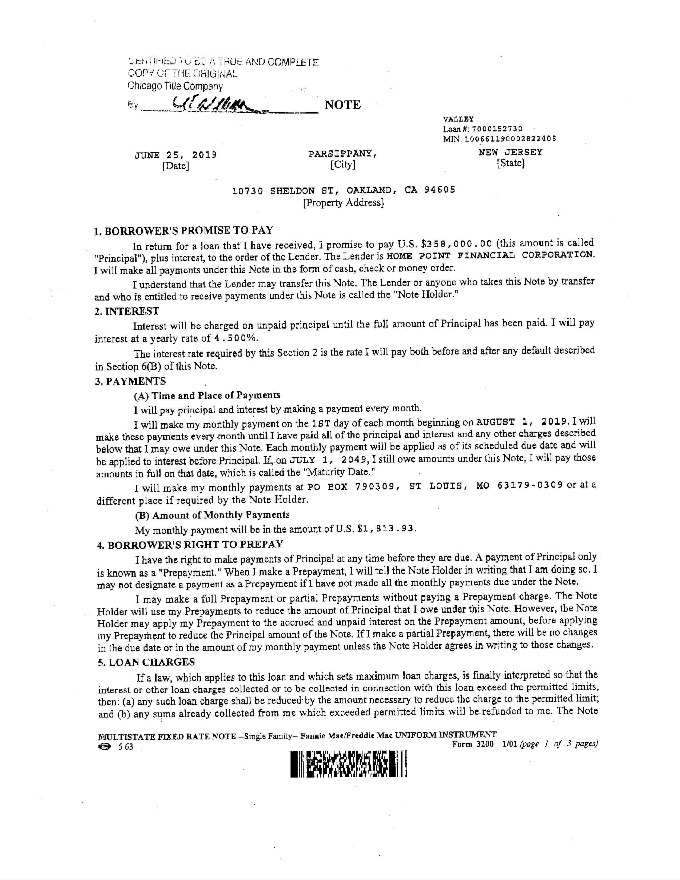 CERTIFIED TO BE A TRUE AND COMPLETE
COPY OF THE ORIGINAL
Chicago Title Company
By
NOTE
VALLEY
Loan #: 7000152730
MIN: 100661190002822408
JUNE 25, 2019 PARSIPPANY, NEW JERSEY
[Date] [City] [State]
10730 SHELDON ST, OAKLAND, CA 94605
[Property Address]
1. BORROWER'S PROMISE TO PAY
In return for a loan that I have received, I promise to pay U.S. $358,000.00 (this amount is called
"Principal"), plus interest, to the order of the Lender. The Lender is HOME POINT FINANCIAL CORPORATION.
I will make all payments under this Note in the form of cash, check or money order.
I understand that the Lender may transfer this Note. The Lender or anyone who takes this Note by transfer
and who is entitled to receive payments under this Note is called the "Note Holder."
2. INTEREST
Interest will be charged on unpaid principal until the full amount of Principal has been paid. I will pay
interest at a yearly rate of 4.500%.
The interest rate required by this Section 2 is the rate I will pay both before and after any default described
in Section 6(B) of this Note.
3. PAYMENTS
(A) Time and Place of Payments
I will pay principal and interest by making a payment every month.
I will make my monthly payment on the 1ST day of each month beginning on AUGUST 1, 2019. I will
make these payments every month until I have paid all of the principal and interest and any other charges described
below that I may owe under this Note. Each monthly payment will be applied as of its scheduled due date and will
be applied to interest before Principal. If, on JULY 1, 2049, I still owe amounts under this Note, I will pay those
amounts in full on that date, which is called the "Maturity Date."
I will make my monthly payments at PO BOX 790309, ST LOUIS, MO 63179-0309 or at a
different place if required by the Note Holder.
(B) Amount of Monthly Payments
My monthly payment will be in the amount of U.S. $1,813.93.
4. BORROWER'S RIGHT TO PREPAY
I have the right to make payments of Principal at any time before they are due. A payment of Principal only
is known as a "Prepayment." When I make a Prepayment, I will tell the Note Holder in writing that I am doing so. I
may not designate a payment as a Prepayment if I have not made all the monthly payments due under the Note.
I may make a full Prepayment or partial Prepayments without paying a Prepayment charge. The Note
Holder will use my Prepayments to reduce the amount of Principal that I owe under this Note. However, the Note
Holder may apply my Prepayment to the accrued and unpaid interest on the Prepayment amount, before applying
my Prepayment to reduce the Principal amount of the Note. If I make a partial Prepayment, there will be no changes
in the due date or in the amount of my monthly payment unless the Note Holder agrees in writing to those changes.
5. LOAN CHARGES
If a law, which applies to this loan and which sets maximum loan charges, is finally interpreted so that the
interest or other loan charges collected or to be collected in connection with this loan exceed the permitted limits,
then: (a) any such loan charge shall be reduced by the amount necessary to reduce the charge to the permitted limit;
and (b) any sums already collected from me which exceeded permitted limits will be refunded to me. The Note
MULTISTATE FIXED RATE NOTE –Single Family– Fannie Mae/Freddie Mac UNIFORM INSTRUMENT
5.63 Form 3200 1/01 (page 1 of 3 pages)